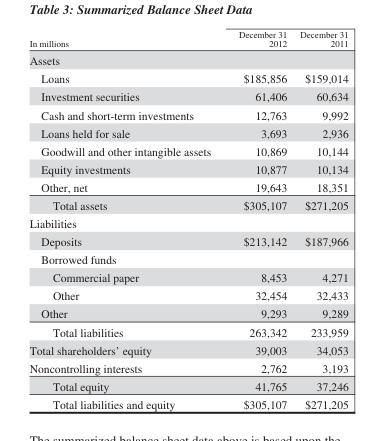 Table 3: Summarized Balance Sheet Data
In millions December 31 2012 December 31 2011
Assets
Loans $185,856 $159,014
Investment securities 61,406 60,634
Cash and short-term investments 12,763 9,992
Loans held for sale 3,693 2,936
Goodwill and other intangible assets 10,869 10,144
Equity investments 10,877 10,134
Other, net 19,643 18,351
Total assets $305,107 $271,205
Liabilities
Deposits $213,142 $187,966
Borrowed funds
Commercial paper 8,453 4,271
Other 32,454 32,433
Other 9,293 9,289
Total liabilities 263,342 233,959
Total shareholders' equity 39,003 34,053
Noncontrolling interests 2,762 3,193
Total equity 41,765 37,246
Total liabilities and equity $305,107 $271,205
The summarized balance sheet data above is based upon the